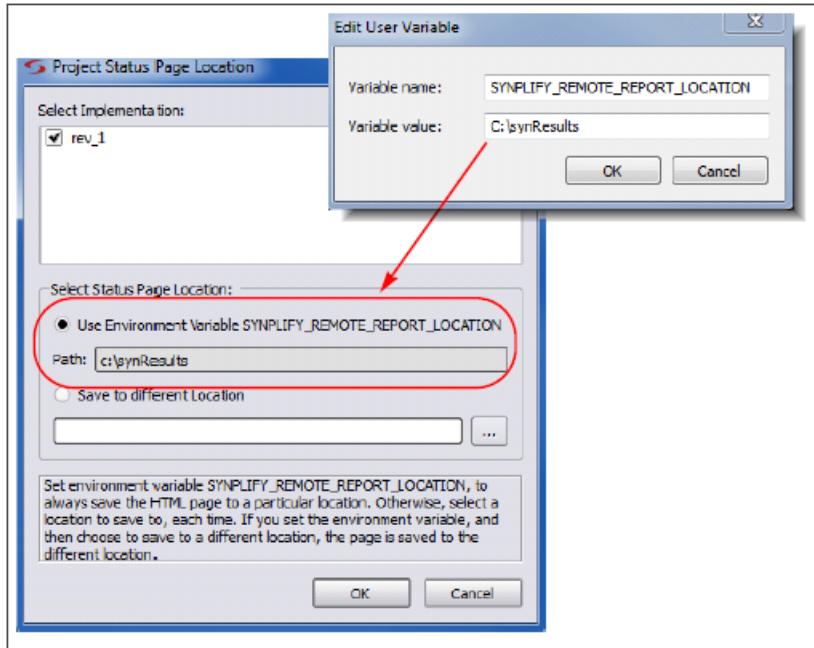 Edit User Variable
Variable name: SYNPLIFY_REMOTE_REPORT_LOCATION
Variable value: C:\synResults
OK Cancel
Project Status Page Location
Select Implementation:
rev_1
Select Status Page Location:
Use Environment Variable SYNPLIFY_REMOTE_REPORT_LOCATION
Path: c:\synResults
Save to different Location
...
Set environment variable SYNPLIFY_REMOTE_REPORT_LOCATION, to
always save the HTML page to a particular location. Otherwise, select a
location to save to, each time. If you set the environment variable, and
then choose to save to a different location, the page is saved to the
different location.
OK Cancel